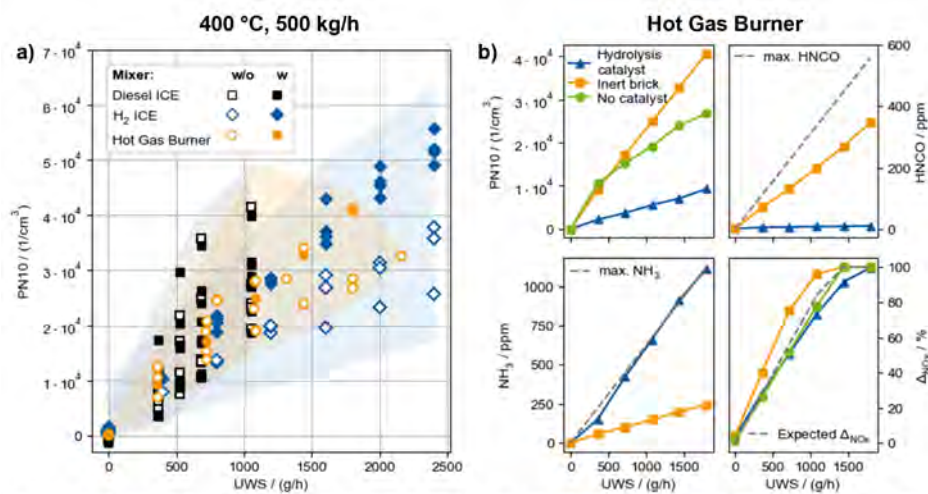 400 °C, 500 kg/h
a)
7 · 10⁴
6 · 10⁴
5 · 10⁴
4 · 10⁴
3 · 10⁴
2 · 10⁴
1 · 10⁴
0
PN10 / (1/cm³)
Mixer: w/o w
Diesel ICE
H₂ ICE
Hot Gas Burner
0 500 1000 1500 2000 2500
UWS / (g/h)
Hot Gas Burner
b)
4 · 10⁴
3 · 10⁴
2 · 10⁴
1 · 10⁴
0
PN10 / (1/cm³)
Hydrolysis
catalyst
Inert brick
No catalyst
max. HNCO
600
400
200
0
HNCO / ppm
max. NH₃
1000
750
500
250
0
NH₃ / ppm
0 500 1000 1500
UWS / (g/h)
Expected Δ_NOx
100
80
60
40
20
0
Δ_NOx / %
0 500 1000 1500
UWS / (g/h)